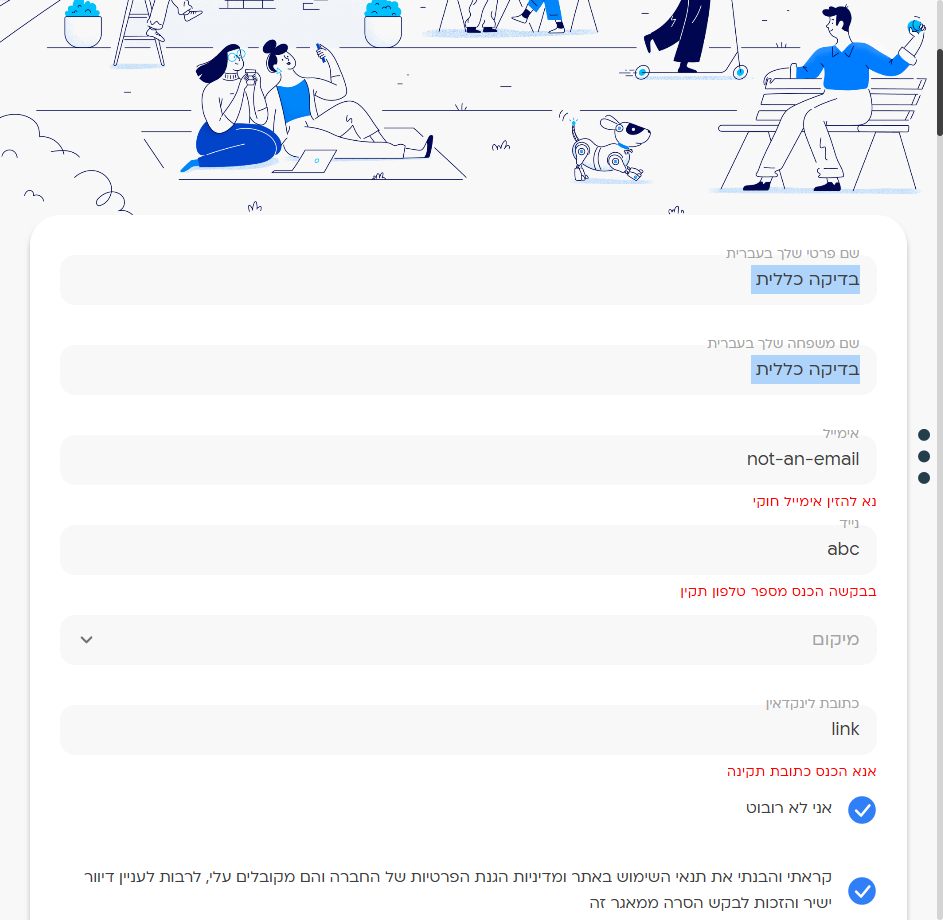 שם פרטי שלך בעברית
בדיקה כללית
שם משפחה שלך בעברית
בדיקה כללית
אימייל
not-an-email
נא להזין אימייל חוקי
נייד
abc
בבקשה הכנס מספר טלפון תקין
מיקום
כתובת לינקדאין
link
אנא הכנס כתובת תקינה
אני לא רובוט
קראתי והבנתי את תנאי השימוש באתר ומדיניות הגנת הפרטיות של החברה והם מקובלים עלי, לרבות לעניין דיוור
ישיר והזכות לבקש הסרה ממאגר זה